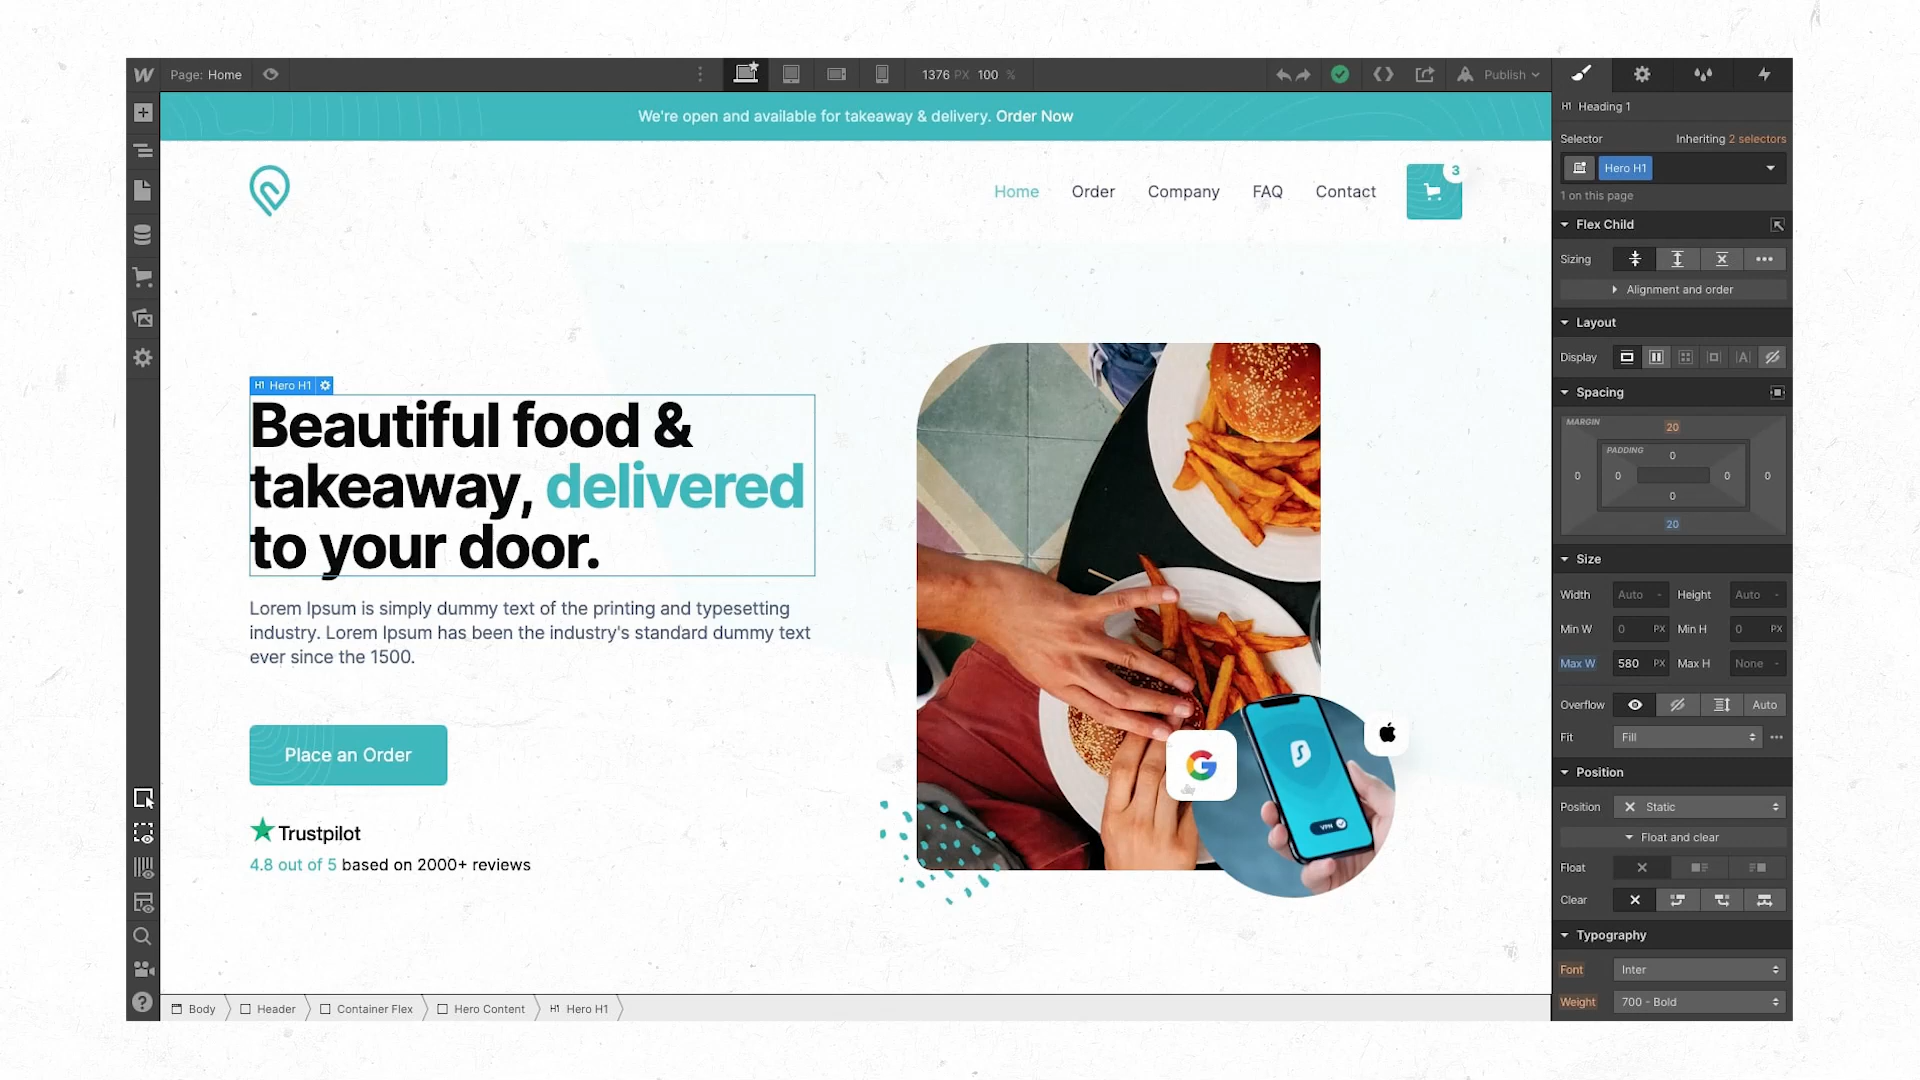 Page: Home
1376 PX 100 %
Publish
We're open and available for takeaway & delivery. Order Now
Home
Order
Company
FAQ
Contact
3
H1 Hero H1
Beautiful food &
takeaway, delivered
to your door.
Lorem Ipsum is simply dummy text of the printing and typesetting
industry. Lorem Ipsum has been the industry's standard dummy text
ever since the 1500.
Place an Order
Trustpilot
4.8 out of 5 based on 2000+ reviews
VPN
Body
Header
Container Flex
Hero Content
H1 Hero H1
H1 Heading 1
Selector
Inheriting 2 selectors
Hero H1
1 on this page
Flex Child
Sizing
Alignment and order
Layout
Display
Spacing
MARGIN
20
PADDING
0
0 0 0 0
0
20
Size
Width Auto - Height Auto -
Min W 0 PX Min H 0 PX
Max W 580 PX Max H None -
Overflow Auto
Fit Fill
Position
Position Static
Float and clear
Float
Clear
Typography
Font Inter
Weight 700 - Bold